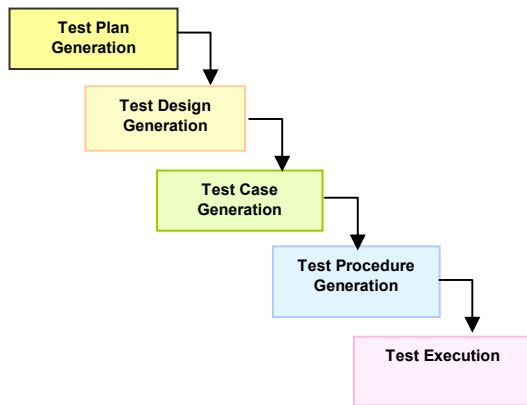 Test Plan
Generation
Test Design
Generation
Test Case
Generation
Test Procedure
Generation
Test Execution